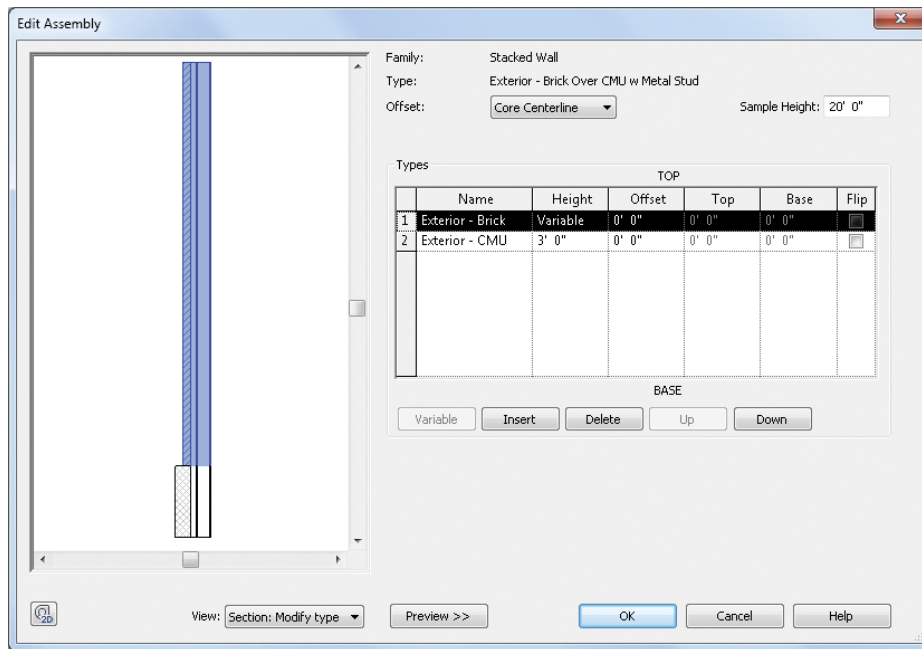 Edit Assembly
Family: Stacked Wall
Type: Exterior - Brick Over CMU w Metal Stud
Offset: Core Centerline Sample Height: 20' 0"
Types
TOP
Name Height Offset Top Base Flip
1 Exterior - Brick Variable 0' 0" 0' 0" 0' 0"
2 Exterior - CMU 3' 0" 0' 0" 0' 0" 0' 0"
BASE
Variable Insert Delete Up Down
2D View: Section: Modify type Preview >> OK Cancel Help